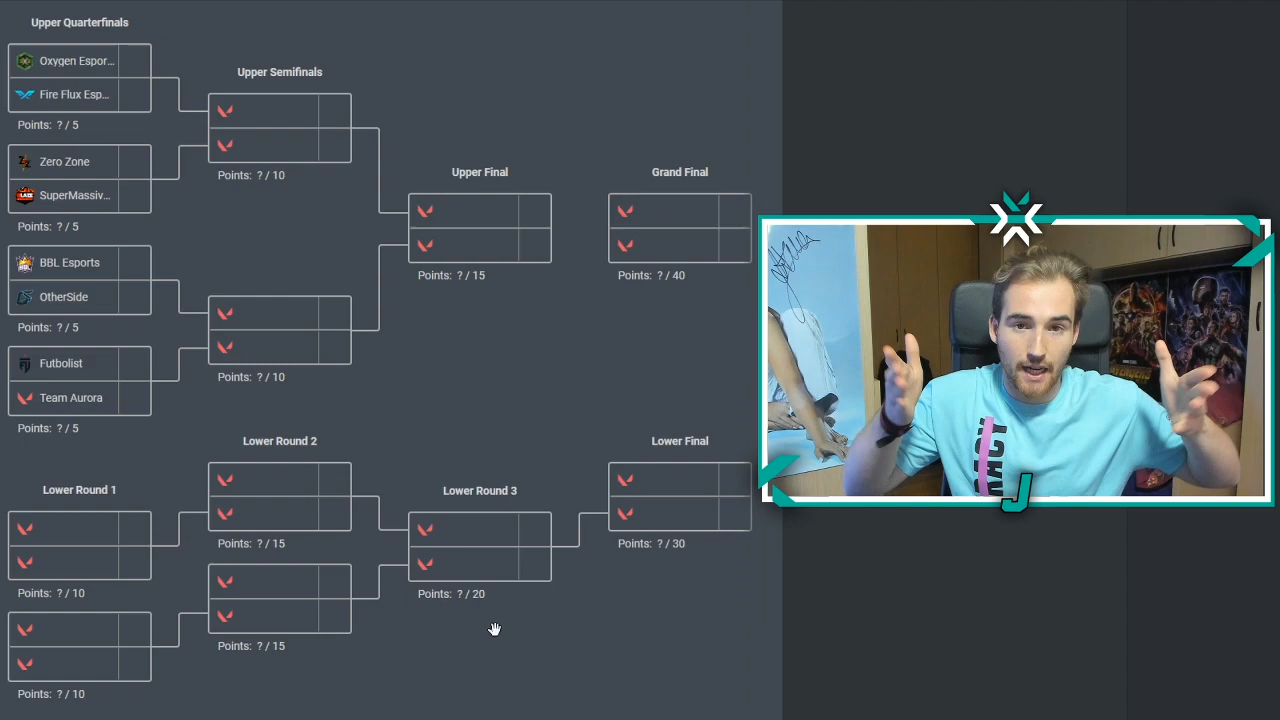 Upper Quarterfinals
Oxygen Espor...
Fire Flux Esp...
Points: ? / 5
Zero Zone
SuperMassiv...
Points: ? / 5
BBL Esports
OtherSide
Points: ? / 5
Futbolist
Team Aurora
Points: ? / 5
Upper Semifinals
Points: ? / 10
Points: ? / 10
Upper Final
Points: ? / 15
Grand Final
Points: ? / 40
Lower Round 1
Points: ? / 10
Points: ? / 10
Lower Round 2
Points: ? / 15
Points: ? / 15
Lower Round 3
Points: ? / 20
Lower Final
Points: ? / 30
J